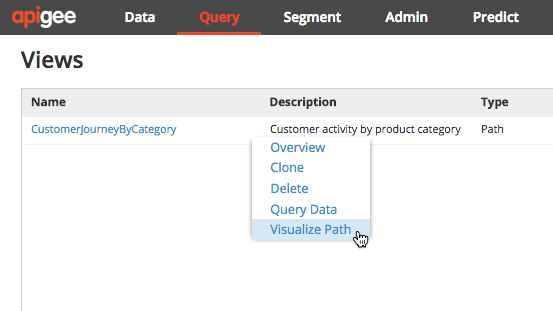 apigee Data Query Segment Admin Predict
Views
Name Description Type
CustomerJourneyByCategory Customer activity by product category Path
Overview
Clone
Delete
Query Data
Visualize Path